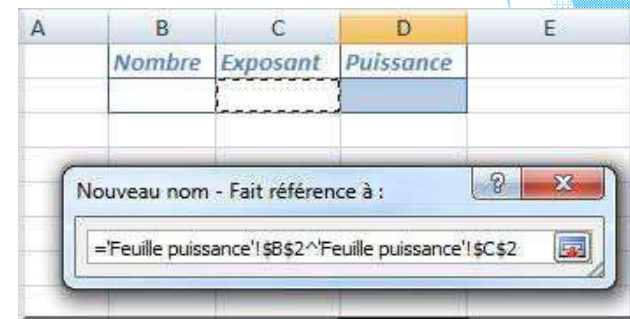 A B C D E
Nombre Exposant Puissance
Nouveau nom - Fait référence à :
='Feuille puissance'!$B$2^'Feuille puissance'!$C$2